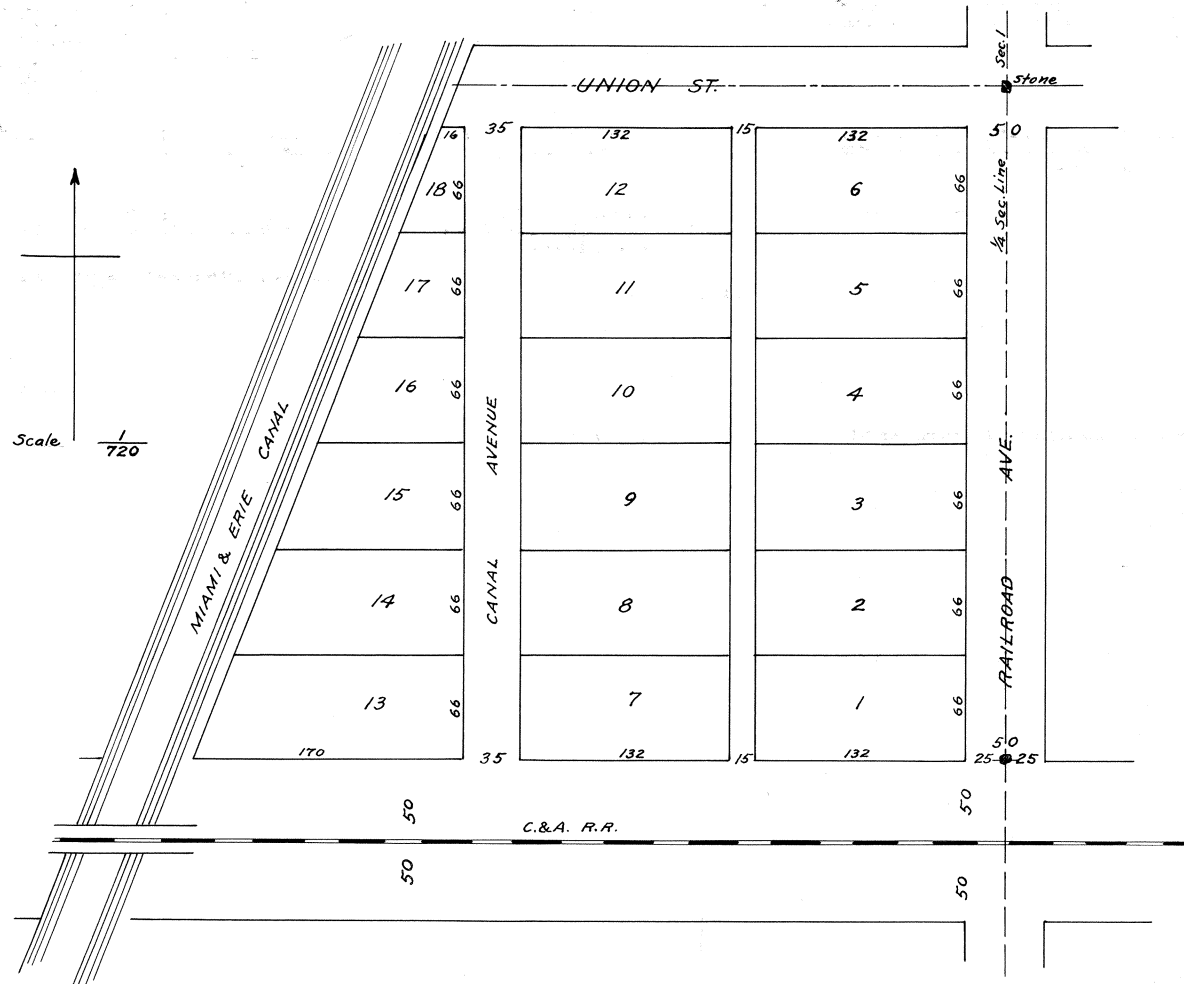 Sec. 1
UNION ST.
stone
16 35 132 15 132 5 0
18 66 12 6 66
1/4 Sec. Line
17 66 11 5 66
16 66 10 4 66
Scale 1/720
MIAMI & ERIE CANAL
CANAL AVENUE
RAILROAD AVE.
15 66 9 3 66
14 66 8 2 66
13 66 7 1 66
50
170 35 132 15 132 25 25
50 50
C.&A. R.R.
50 50